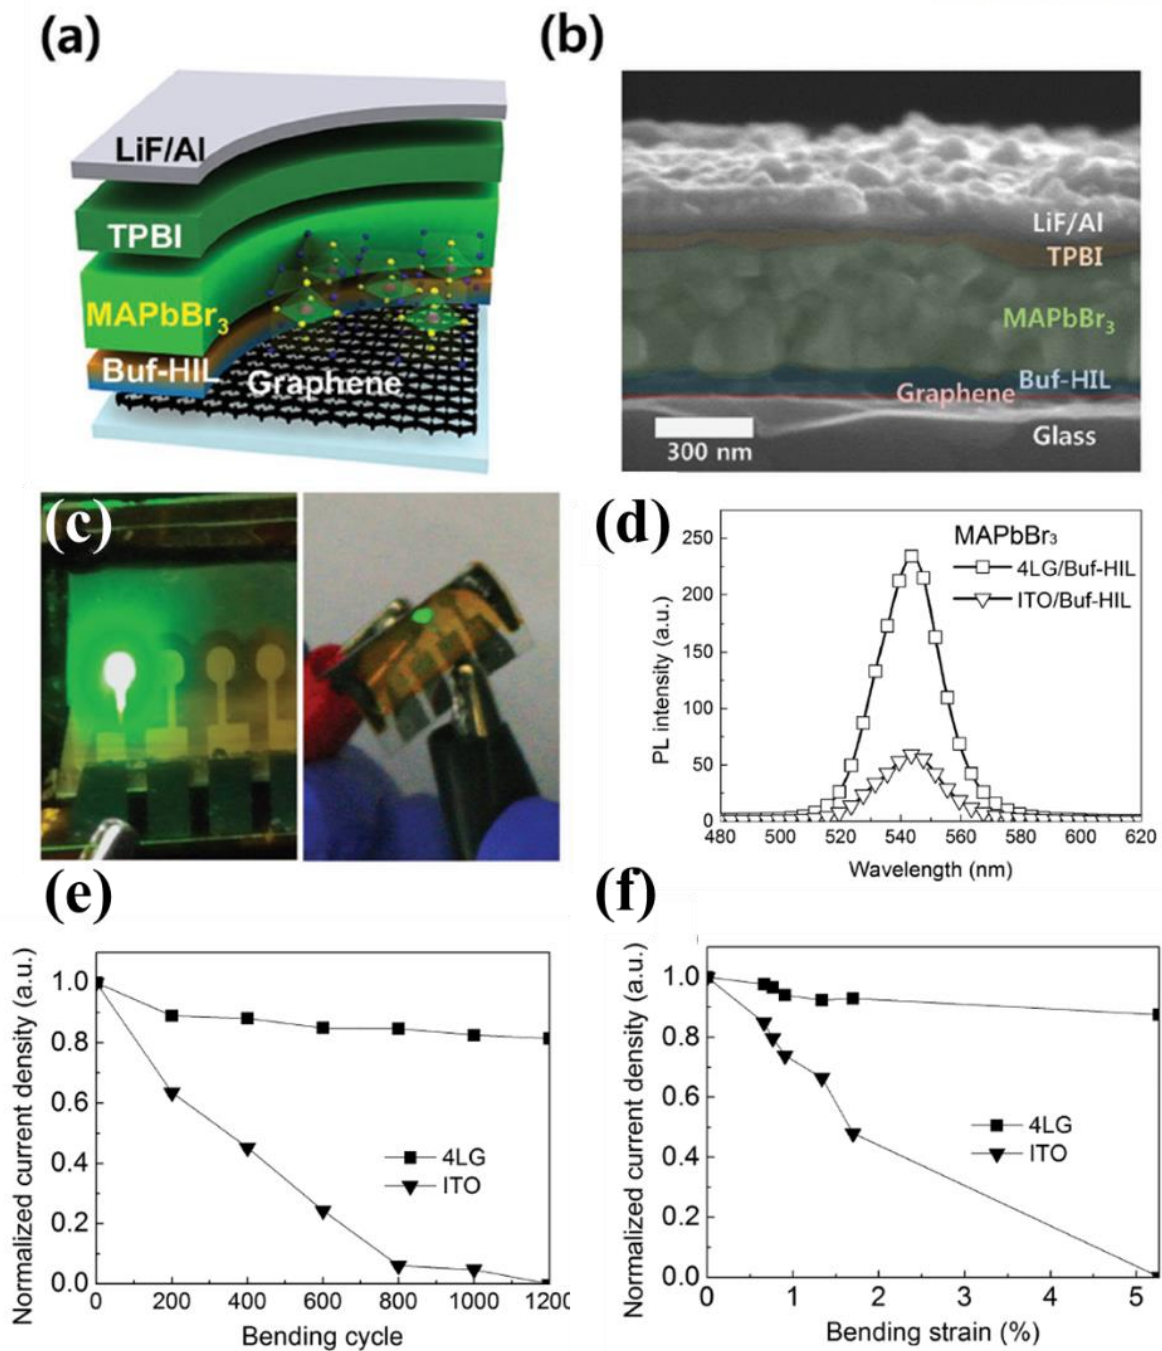 (a)
LiF/Al
TPBI
MAPbBr₃
Buf-HIL
Graphene
(b)
LiF/Al
TPBI
MAPbBr₃
Buf-HIL
Graphene
Glass
300 nm
(c)
(d)
MAPbBr₃
4LG/Buf-HIL
ITO/Buf-HIL
PL intensity (a.u.)
250
200
150
100
50
0
480 500 520 540 560 580 600 620
Wavelength (nm)
(e)
Normalized current density (a.u.)
1.0
0.8
0.6
0.4
0.2
0.0
4LG
ITO
0 200 400 600 800 1000 1200
Bending cycle
(f)
Normalized current density (a.u.)
1.0
0.8
0.6
0.4
0.2
0.0
4LG
ITO
0 1 2 3 4 5
Bending strain (%)